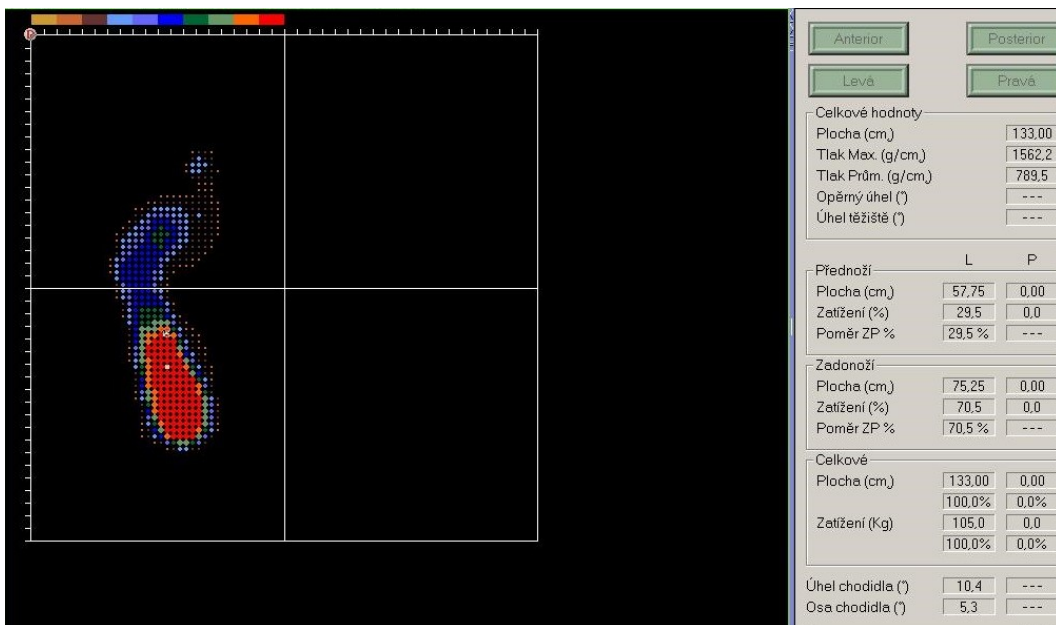 Anterior Posterior
Levá Pravá
Celkové hodnoty
Plocha (cm,) 133,00
Tlak Max. (g/cm,) 1562,2
Tlak Prům. (g/cm,) 789,5
Opěrný úhel (°) ---
Úhel těžiště (°) ---
L P
Přednoží
Plocha (cm,) 57,75 0,00
Zatížení (%) 29,5 0,0
Poměr ZP % 29,5 % ---
Zadonoží
Plocha (cm,) 75,25 0,00
Zatížení (%) 70,5 0,0
Poměr ZP % 70,5 % ---
Celkové
Plocha (cm,) 133,00 0,00
100,0% 0,0%
Zatížení (Kg) 105,0 0,0
100,0% 0,0%
Úhel chodidla (°) 10,4 ---
Osa chodidla (°) 5,3 ---